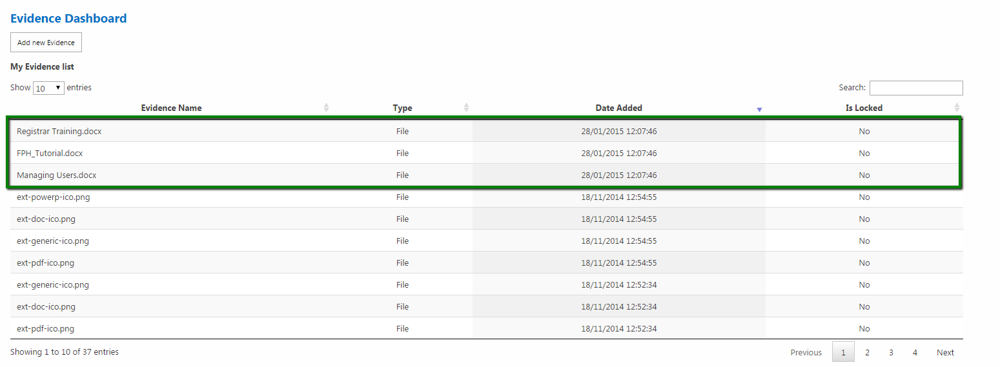 Evidence Dashboard
Add new Evidence
My Evidence list
Show 10 entries Search:
Evidence Name Type Date Added Is Locked
Registrar Training.docx File 28/01/2015 12:07:46 No
FPH_Tutorial.docx File 28/01/2015 12:07:46 No
Managing Users.docx File 28/01/2015 12:07:46 No
ext-powerp-ico.png File 18/11/2014 12:54:55 No
ext-doc-ico.png File 18/11/2014 12:54:55 No
ext-generic-ico.png File 18/11/2014 12:54:55 No
ext-pdf-ico.png File 18/11/2014 12:54:55 No
ext-generic-ico.png File 18/11/2014 12:52:34 No
ext-doc-ico.png File 18/11/2014 12:52:34 No
ext-pdf-ico.png File 18/11/2014 12:52:34 No
Showing 1 to 10 of 37 entries Previous 1 2 3 4 Next